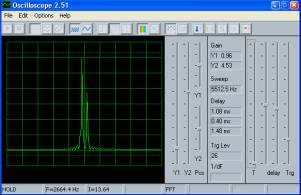 Oscilloscope 2.51
File Edit Options Help
Gain
Y1 0.96
Y2 4.53
Sweep
5512.5 Hz
Delay
1.08 ms
0.40 ms
1.48 ms
Trg Lev
26
1/dF
Y1
Y2
Y1 Y2 Pos
T delay Trg
HOLD F=2664.4 Hz I=13.64 FFT